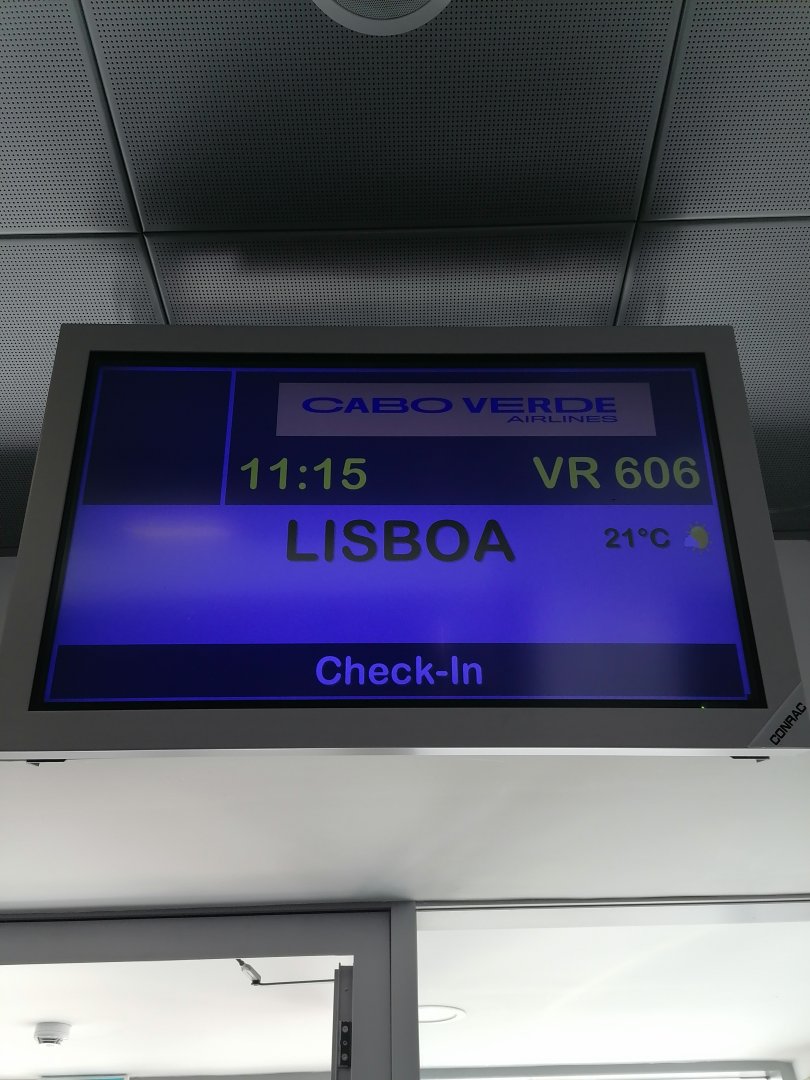 CABO VERDE
AIRLINES
11:15 VR 606
LISBOA 21°C
Check-In
CONRAC